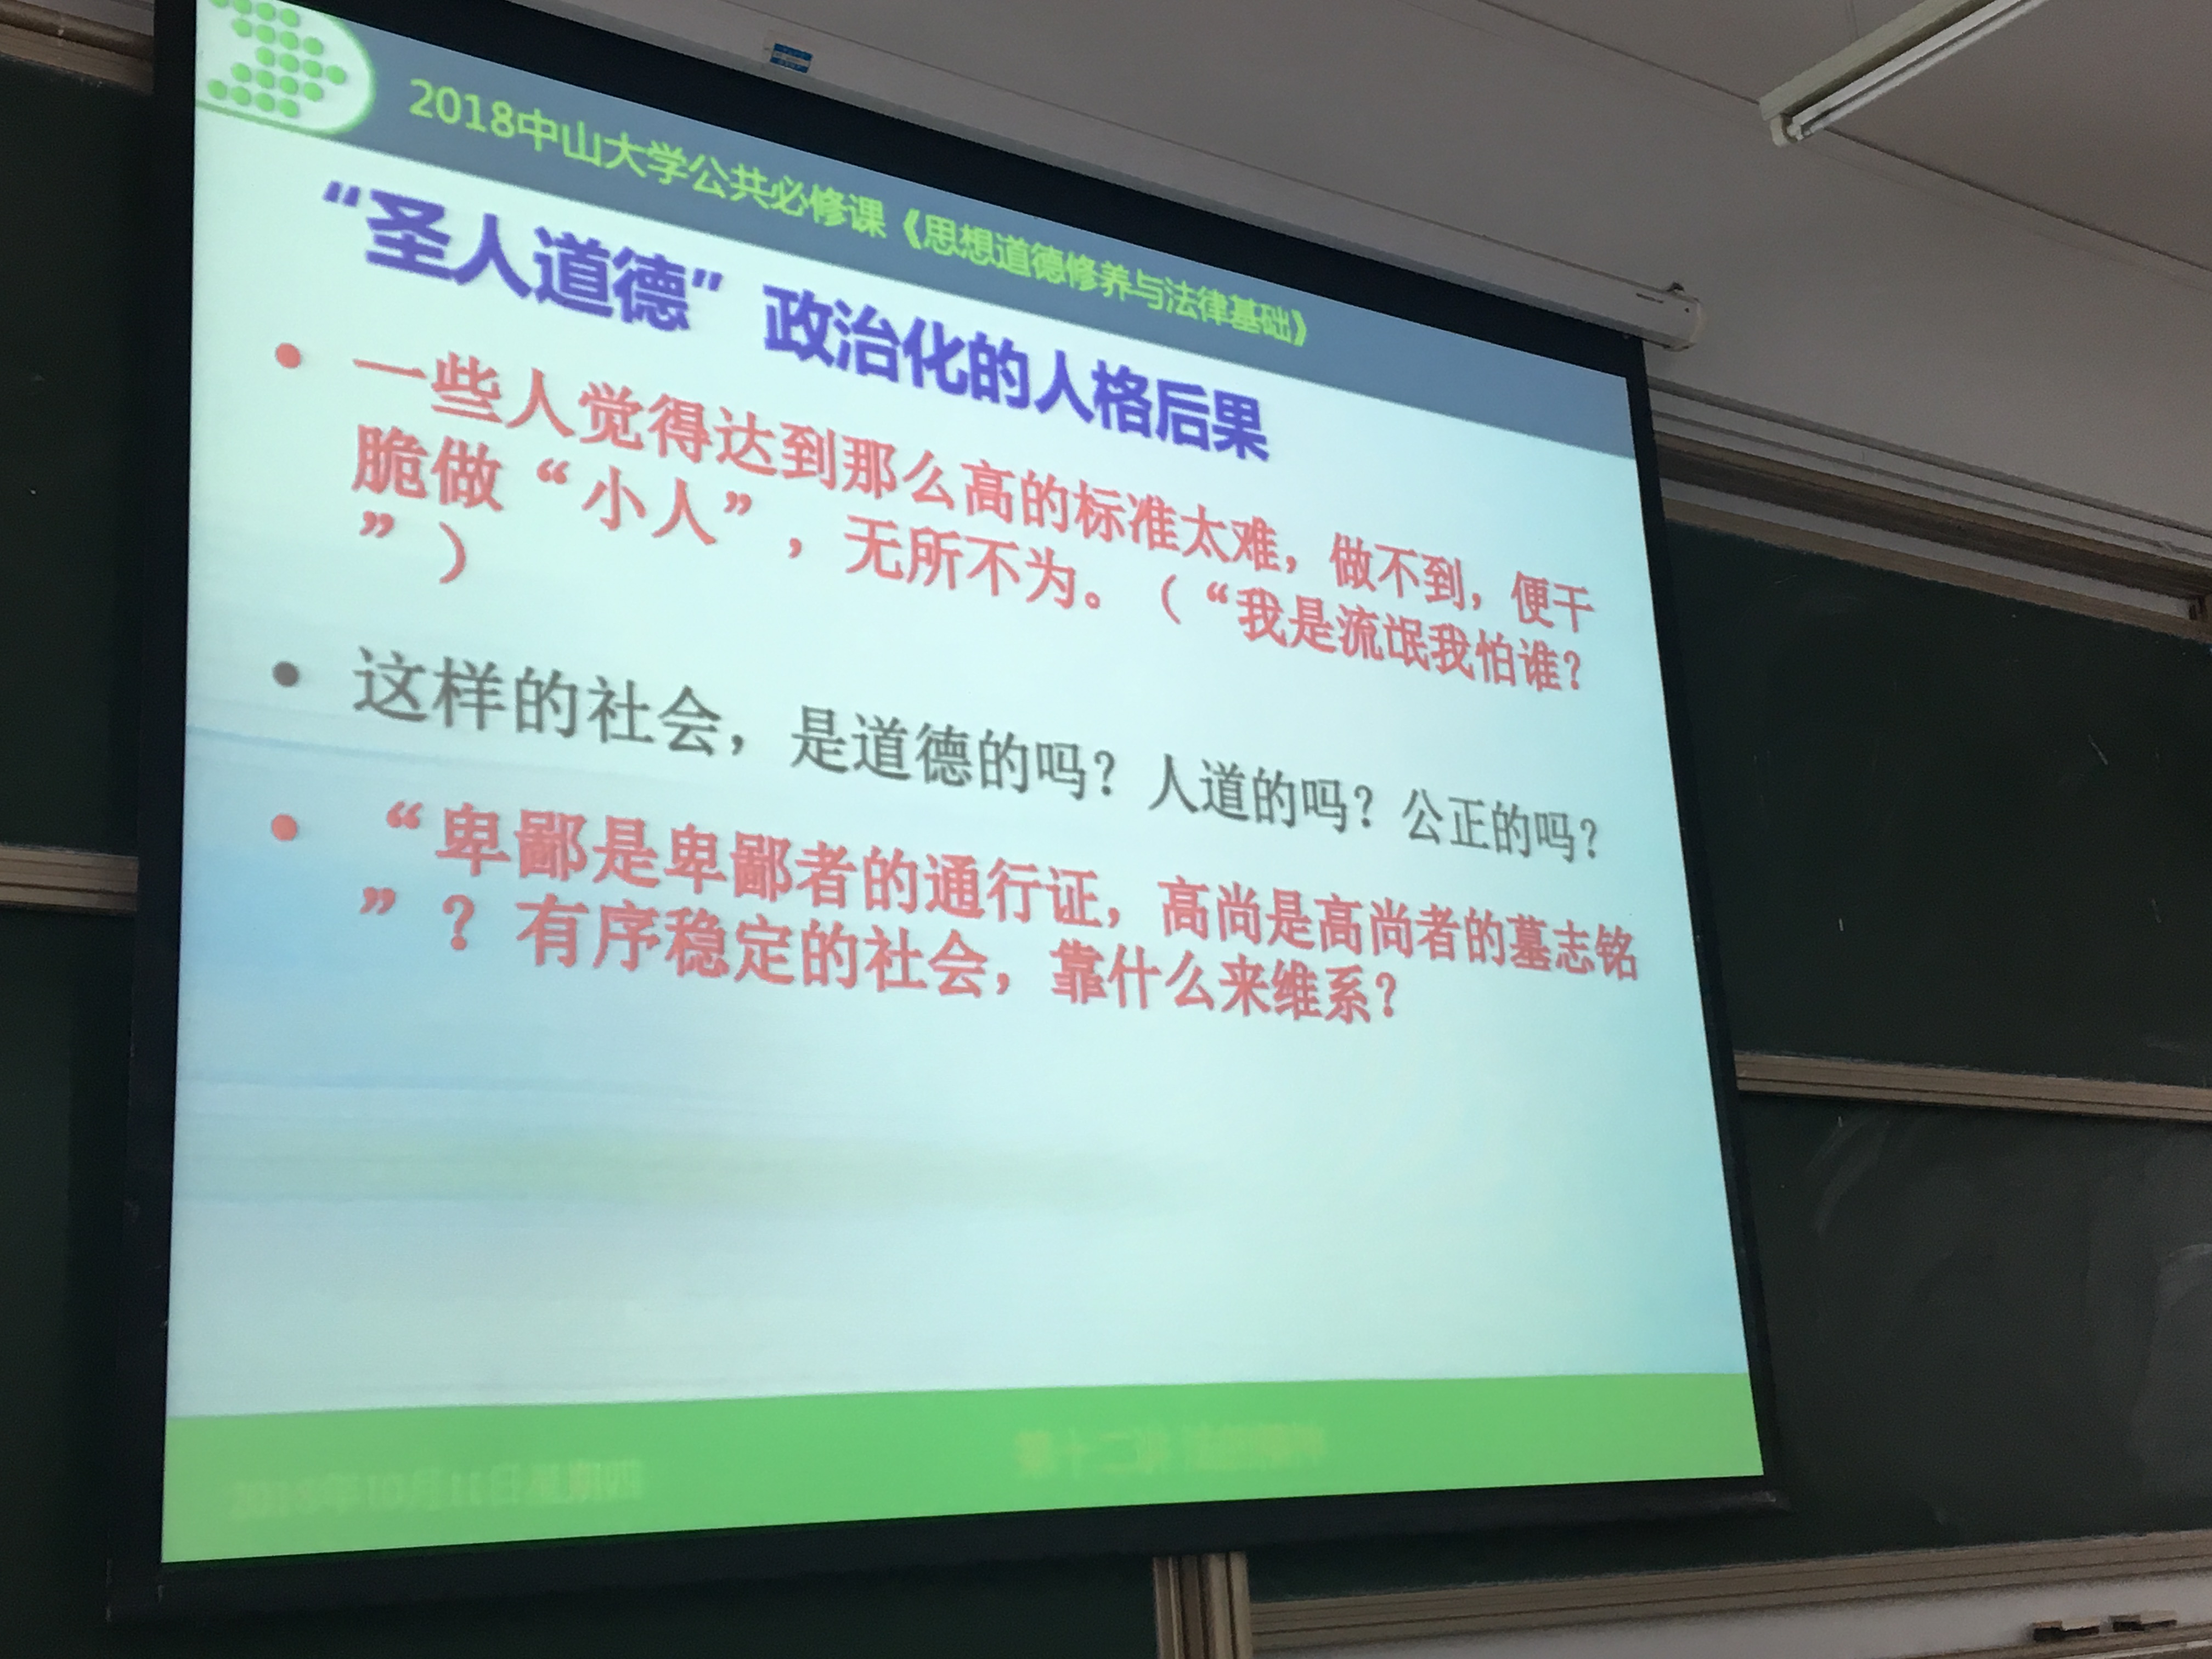 2018中山大学公共必修课《思想道德修养与法律基础》
“圣人道德”政治化的人格后果
• 一些人觉得达到那么高的标准太难，做不到，便干
脆做“小人”，无所不为。（“我是流氓我怕谁？
”）
• 这样的社会，是道德的吗？人道的吗？公正的吗？
• “卑鄙是卑鄙者的通行证，高尚是高尚者的墓志铭
”？有序稳定的社会，靠什么来维系？